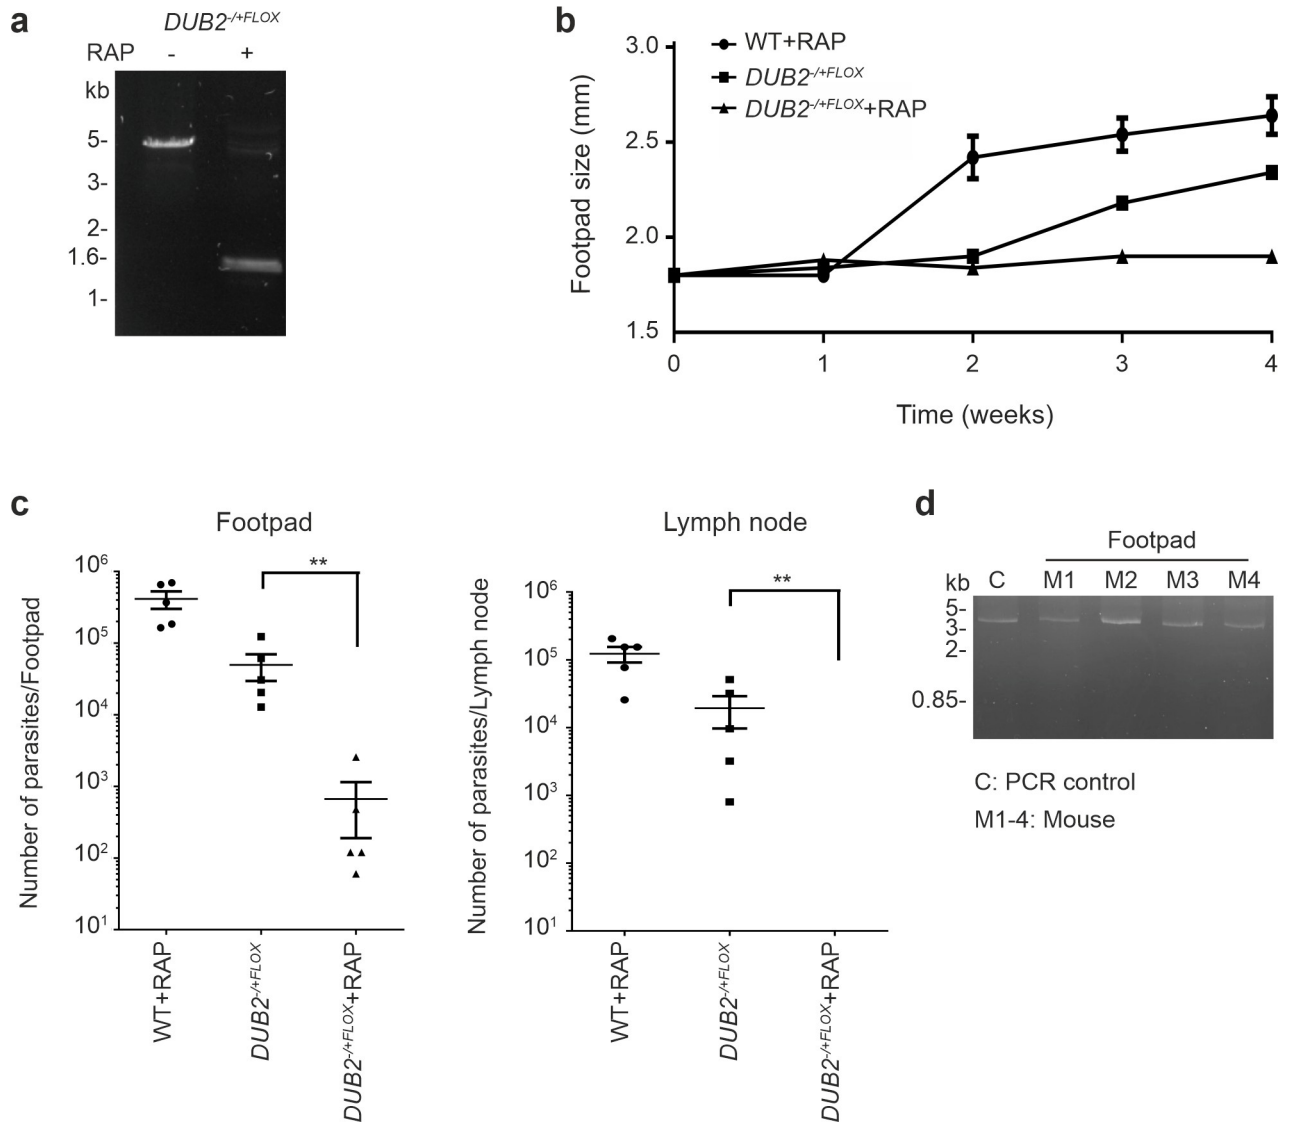 a
DUB2-/+FLOX
RAP - +
kb
5-
3-
2-
1.6-
1-
b
WT+RAP
DUB2-/+FLOX
DUB2-/+FLOX+RAP
Footpad size (mm)
3.0
2.5
2.0
1.5
0 1 2 3 4
Time (weeks)
c
Footpad
**
Number of parasites/Footpad
10^6
10^5
10^4
10^3
10^2
10^1
WT+RAP
DUB2-/+FLOX
DUB2-/+FLOX+RAP
Lymph node
**
Number of parasites/Lymph node
10^6
10^5
10^4
10^3
10^2
10^1
WT+RAP
DUB2-/+FLOX
DUB2-/+FLOX+RAP
d
Footpad
kb C M1 M2 M3 M4
5-
3-
2-
0.85-
C: PCR control
M1-4: Mouse